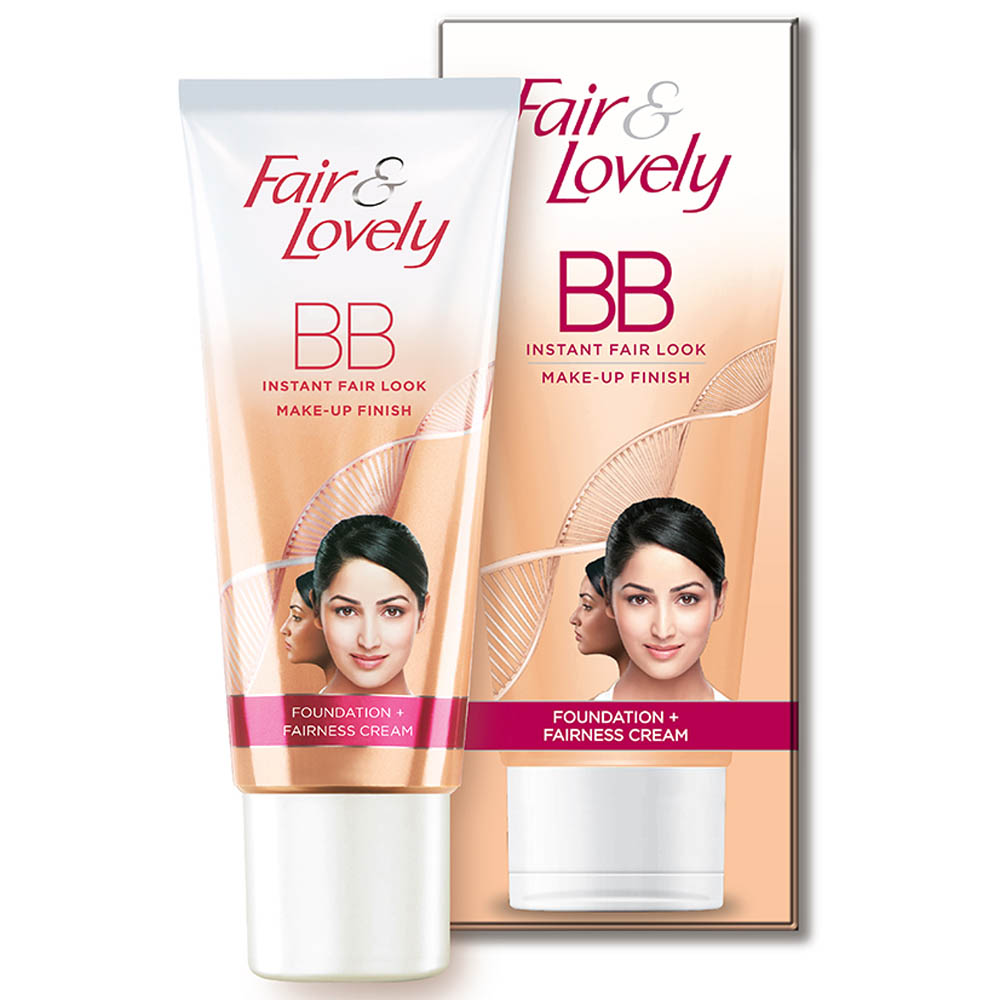 Fair &
Lovely
BB
INSTANT FAIR LOOK
MAKE-UP FINISH
FOUNDATION +
FAIRNESS CREAM
Fair &
Lovely
BB
INSTANT FAIR LOOK
MAKE-UP FINISH
FOUNDATION +
FAIRNESS CREAM